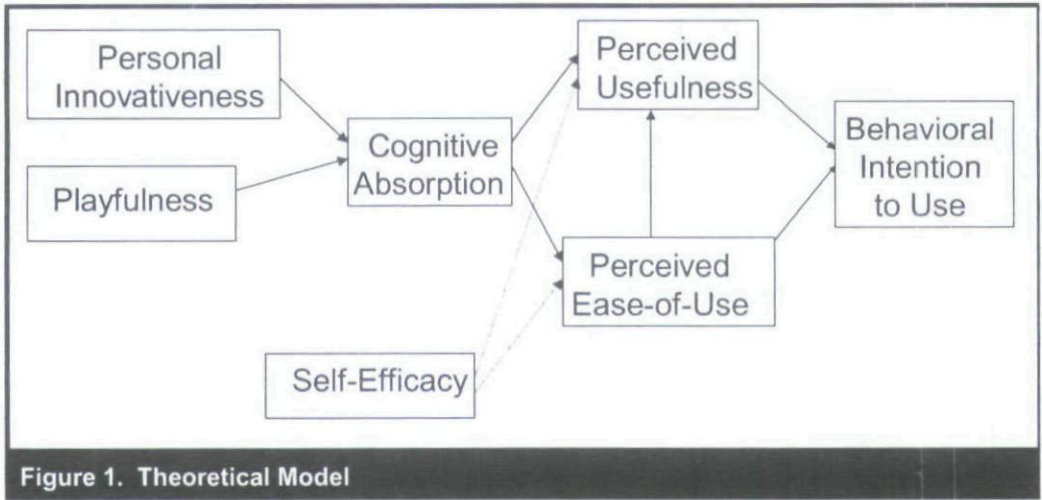 Personal
Innovativeness
Playfulness
Cognitive
Absorption
Self-Efficacy
Perceived
Usefulness
Perceived
Ease-of-Use
Behavioral
Intention
to Use
Figure 1. Theoretical Model